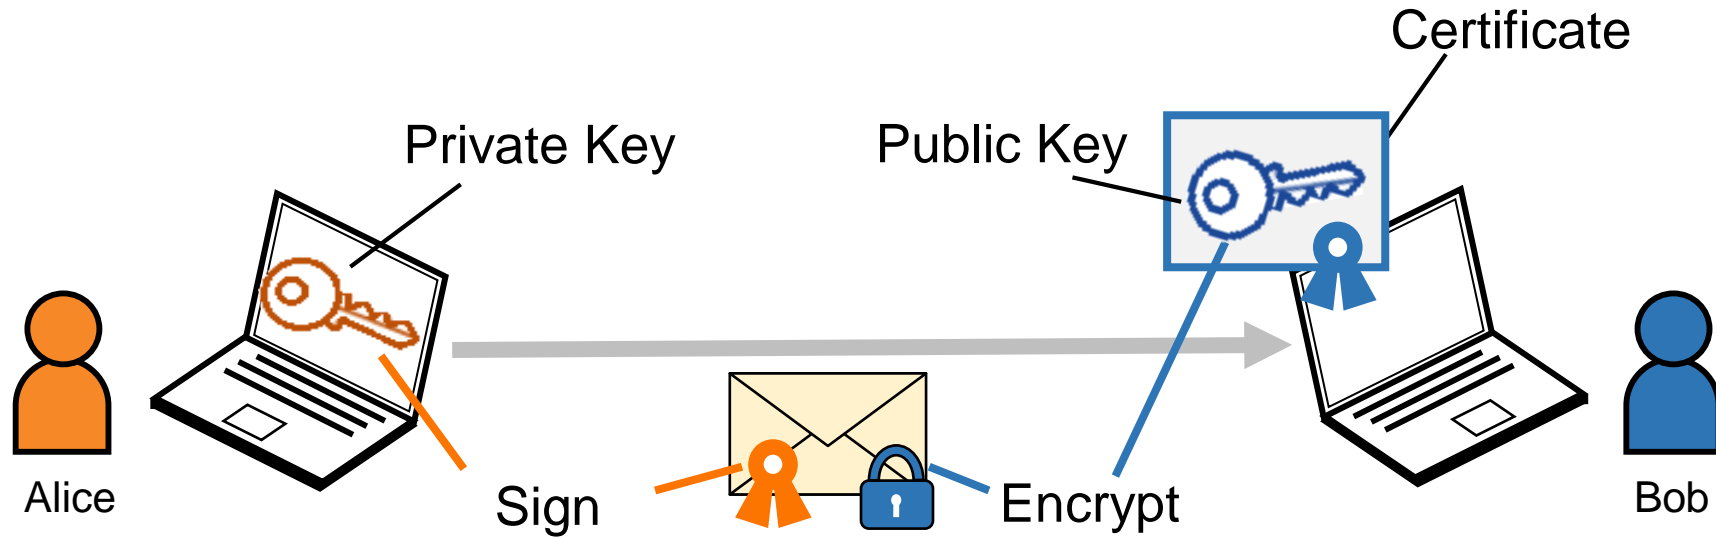 Certificate
Private Key
Public Key
Alice
Sign
Encrypt
Bob